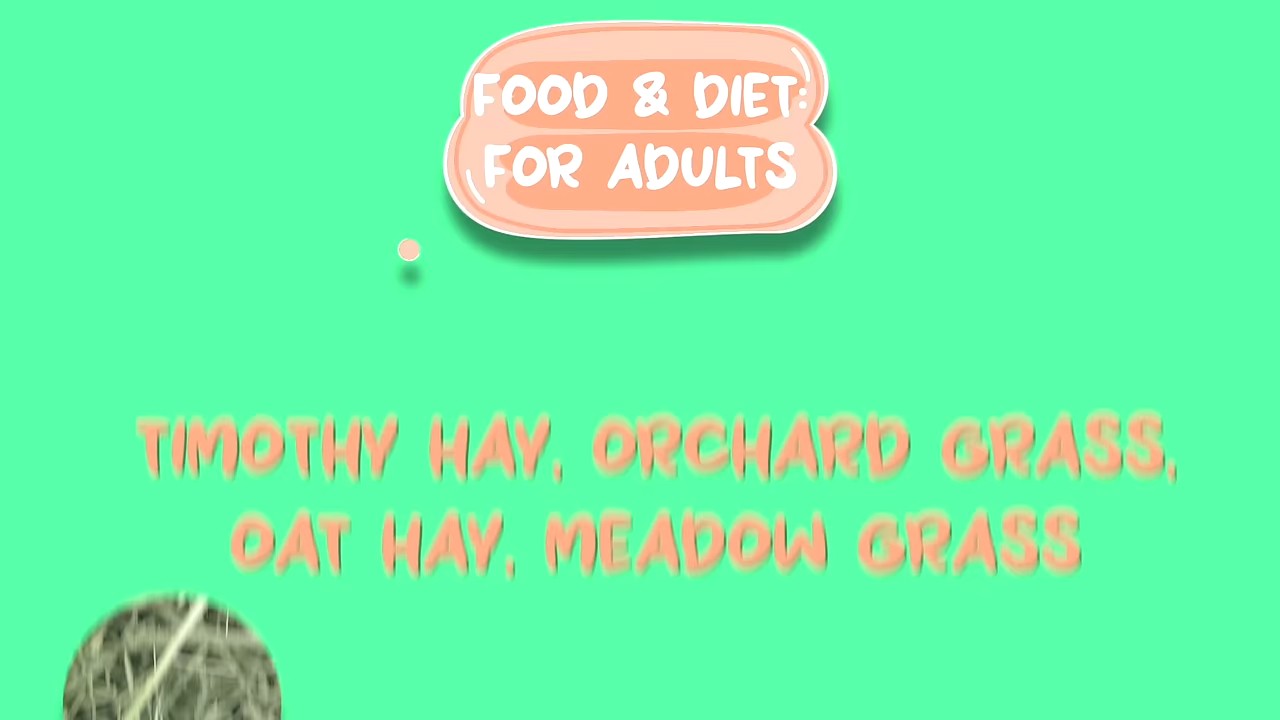 FOOD & DIET:
FOR ADULTS
TIMOTHY HAY, ORCHARD GRASS,
OAT HAY, MEADOW GRASS